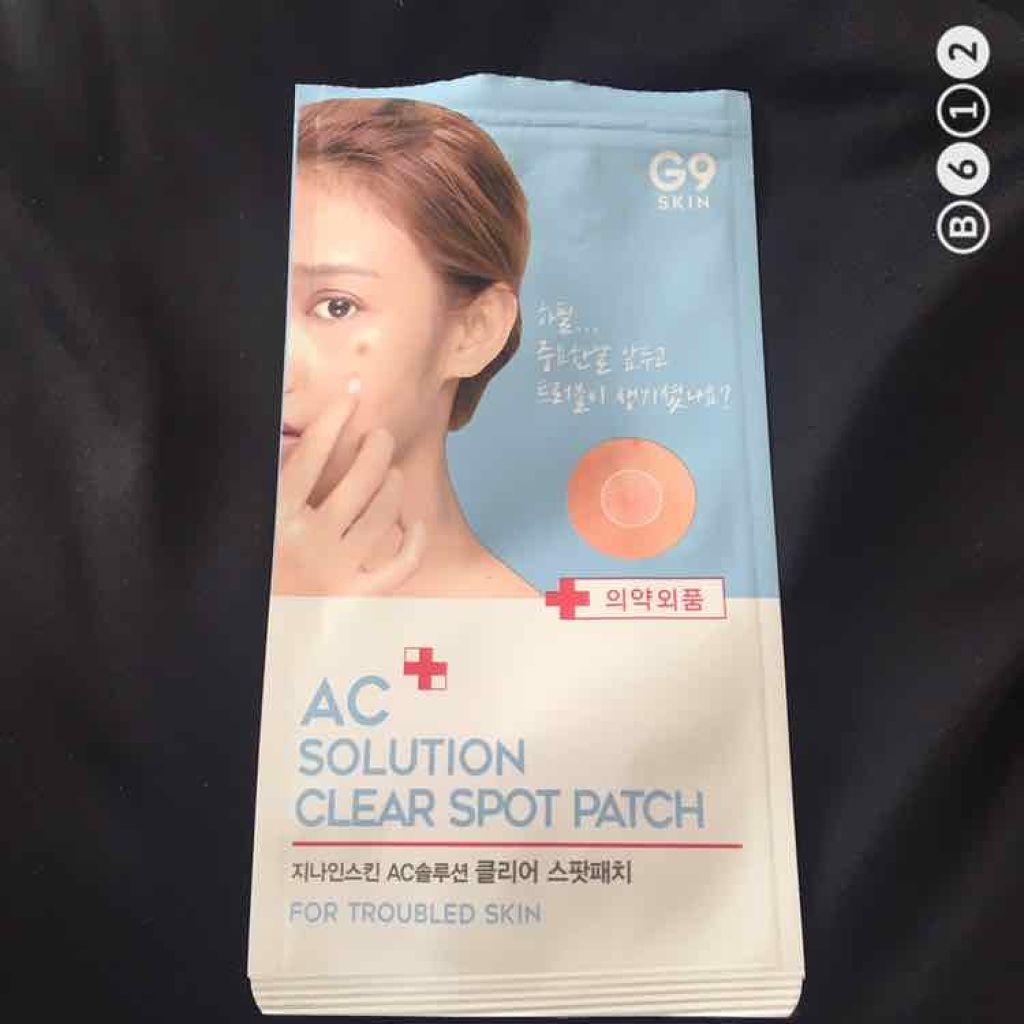 B612
G9
SKIN
하필...
중요한날 앞두고
트러블이 생기셨나요?
의약외품
AC
SOLUTION
CLEAR SPOT PATCH
지나인스킨 AC솔루션 클리어 스팟패치
FOR TROUBLED SKIN